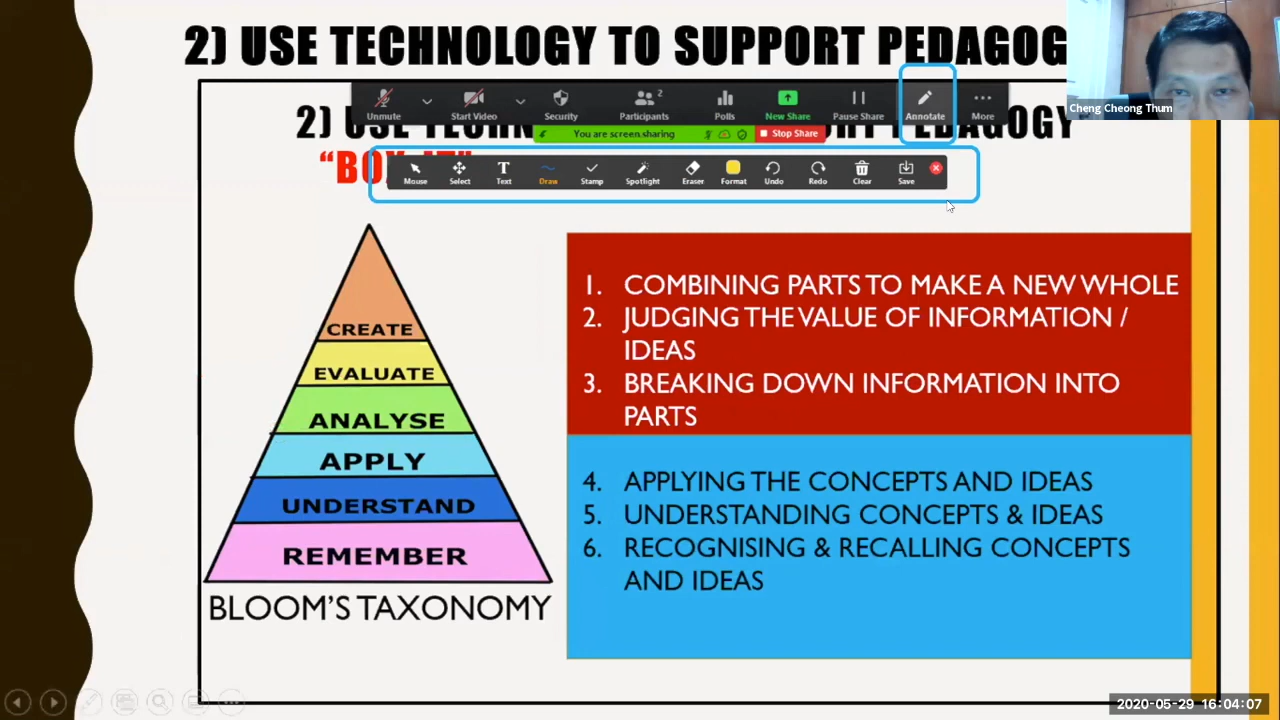 2) USE TECHNOLOGY TO SUPPORT PEDAGOG
Cheng Cheong Thum
Unmute
Start Video
Security
Participants
2
Polls
New Share
Pause Share
Annotate
More
You are screen sharing
Stop Share
2) USE TECHN
PEDAGOGY
"BO
Mouse
Select
Text
Draw
Stamp
Spotlight
Eraser
Format
Undo
Redo
Clear
Save
CREATE
EVALUATE
ANALYSE
APPLY
UNDERSTAND
REMEMBER
BLOOM'S TAXONOMY
1. COMBINING PARTS TO MAKE A NEW WHOLE
2. JUDGING THE VALUE OF INFORMATION /
IDEAS
3. BREAKING DOWN INFORMATION INTO
PARTS
4. APPLYING THE CONCEPTS AND IDEAS
5. UNDERSTANDING CONCEPTS & IDEAS
6. RECOGNISING & RECALLING CONCEPTS
AND IDEAS
2020-05-29 16:04:07